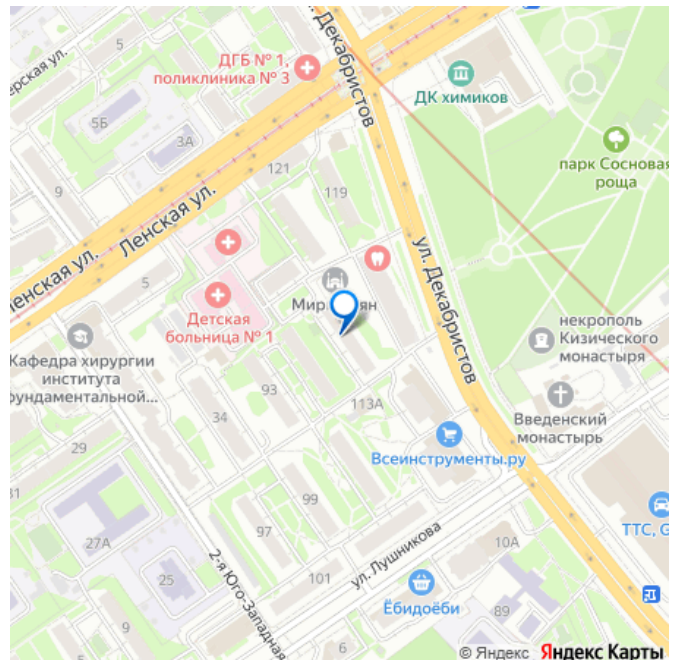 ул. Декабристов
5
ДГБ № 1,
поликлиника № 3
ДК химиков
5Б
3А
парк Сосновая
роща
121
119
9
Ленская ул.
ул. Декабристов
Ленская ул.
Детская
больница № 1
некрополь
Кизического
монастыря
Кафедра хирургии
института
фундаментальной...
93
113А
34
Введенский
монастырь
Всеинструменты.ру
29
31
99
97
27А
25
101
ул. Лушникова
10А
ТТС, G
2-я Юго-Западная
Ёбидоёби
89
9
6
© Яндекс Яндекс Карты